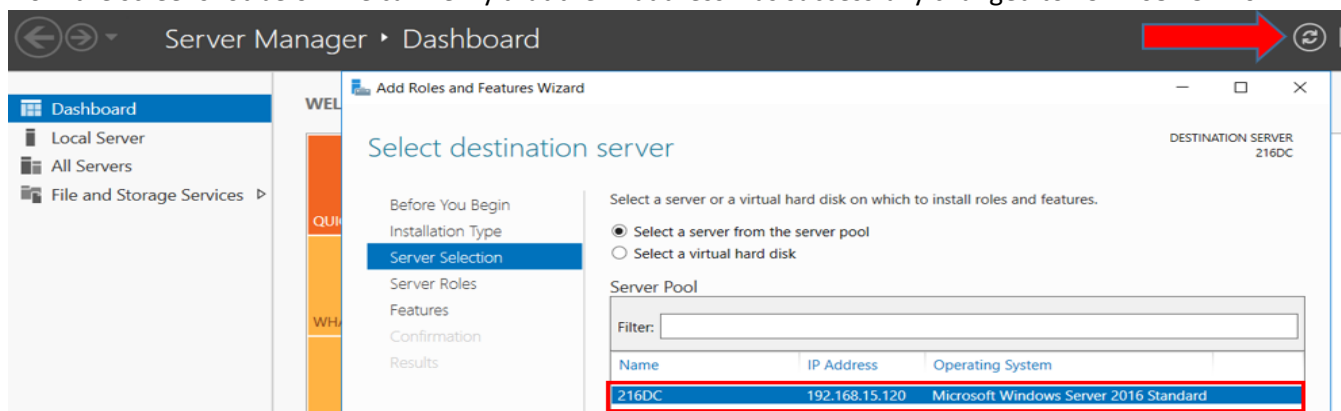 Server Manager ‣ Dashboard
Add Roles and Features Wizard
Dashboard
Local Server
All Servers
File and Storage Services
WEL
QUI
WHA
Select destination server
DESTINATION SERVER
216DC
Before You Begin
Installation Type
Server Selection
Server Roles
Features
Confirmation
Results
Select a server or a virtual hard disk on which to install roles and features.
Select a server from the server pool
Select a virtual hard disk
Server Pool
Filter:
Name IP Address Operating System
216DC 192.168.15.120 Microsoft Windows Server 2016 Standard